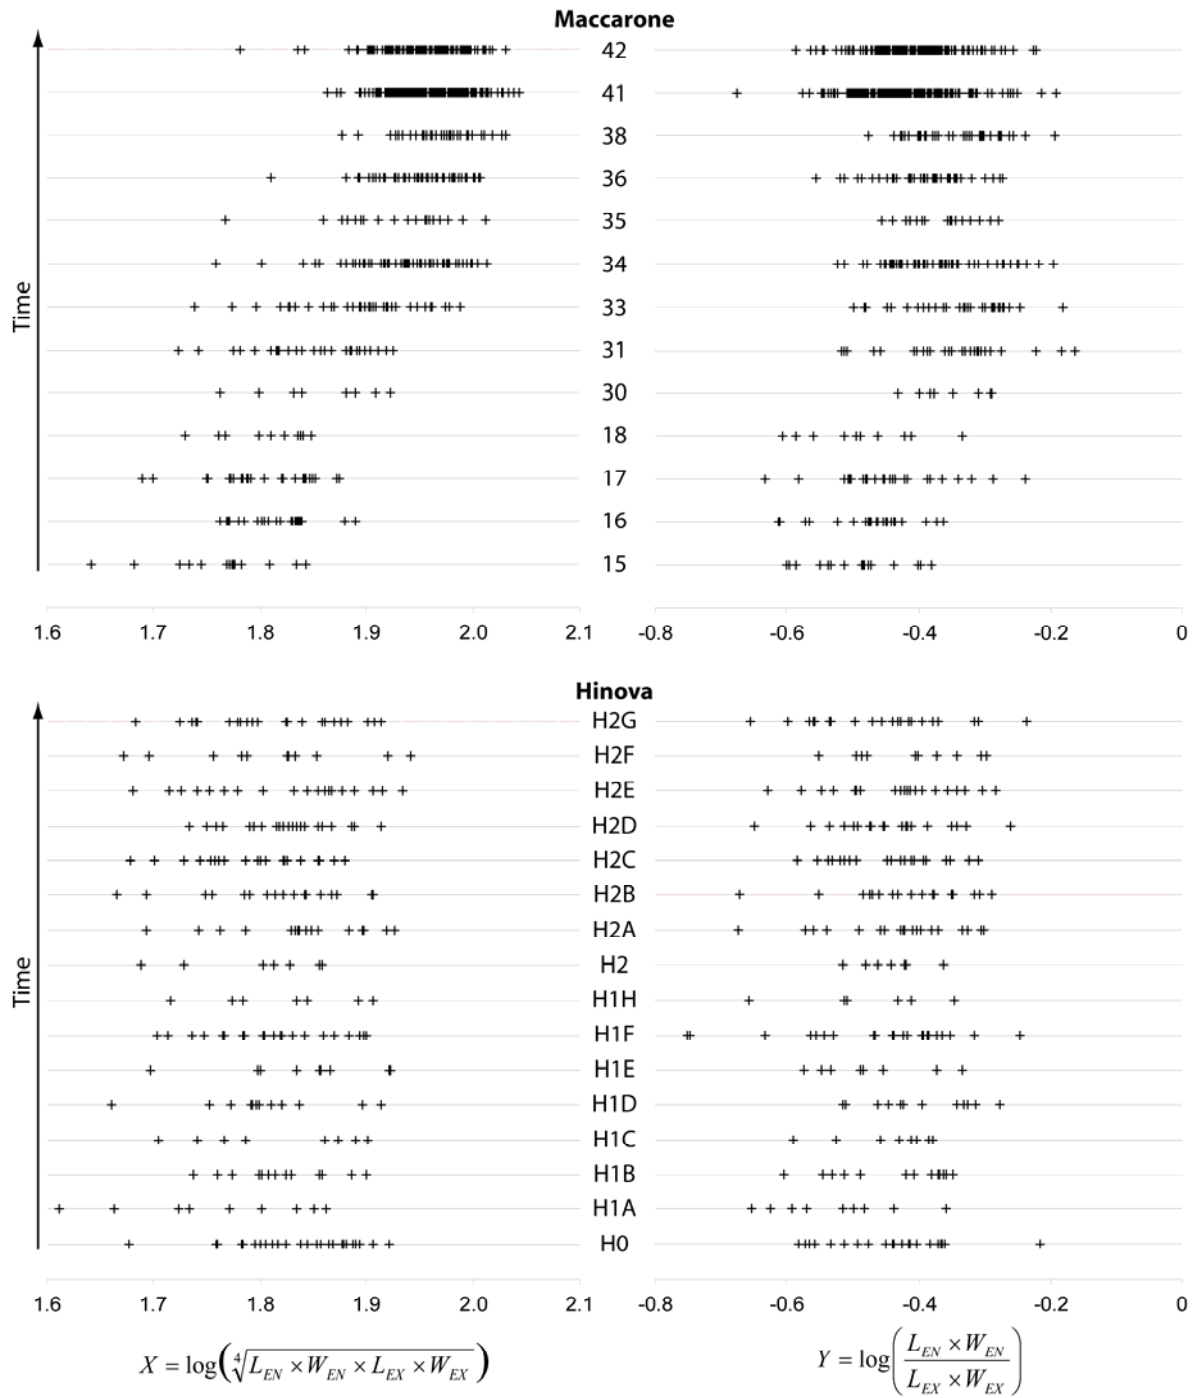 Maccarone
42
41
38
36
35
34
33
31
30
18
17
16
15
Time
1.6 1.7 1.8 1.9 2.0 2.1 -0.8 -0.6 -0.4 -0.2 0
Hinova
H2G
H2F
H2E
H2D
H2C
H2B
H2A
H2
H1H
H1F
H1E
H1D
H1C
H1B
H1A
H0
Time
1.6 1.7 1.8 1.9 2.0 2.1 -0.8 -0.6 -0.4 -0.2 0
X = log(∜(L_EN × W_EN × L_EX × W_EX))
Y = log((L_EN × W_EN) / (L_EX × W_EX))